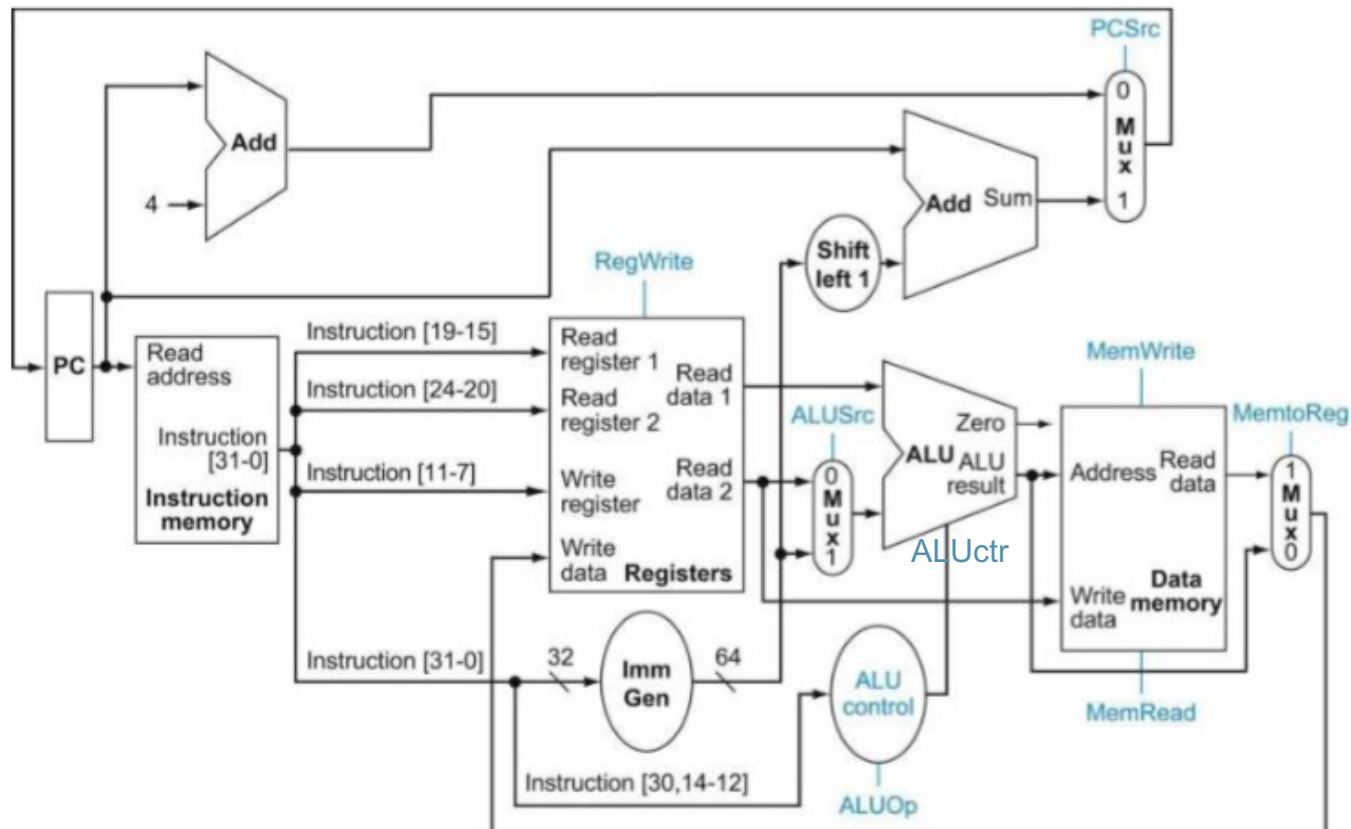 PCSrc
0
M
u
x
1
Add
4
Add Sum
Shift
left 1
RegWrite
PC
Read
address
Instruction
[31-0]
Instruction
memory
Instruction [19-15]
Instruction [24-20]
Instruction [11-7]
Instruction [31-0]
Read
register 1
Read
register 2
Write
register
Write
data
Read
data 1
Read
data 2
Registers
ALUSrc
0
M
u
x
1
Zero
ALU ALU
result
ALUctr
MemWrite
Address
Read
data
Write
data
Data
memory
MemRead
MemtoReg
1
M
u
x
0
32
Imm
Gen
64
ALU
control
Instruction [30,14-12]
ALUOp